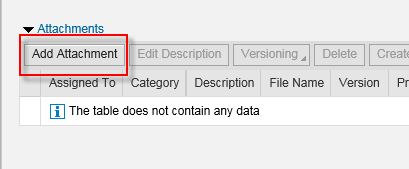 Attachments
Add Attachment Edit Description Versioning Delete Create
Assigned To Category Description File Name Version
The table does not contain any data